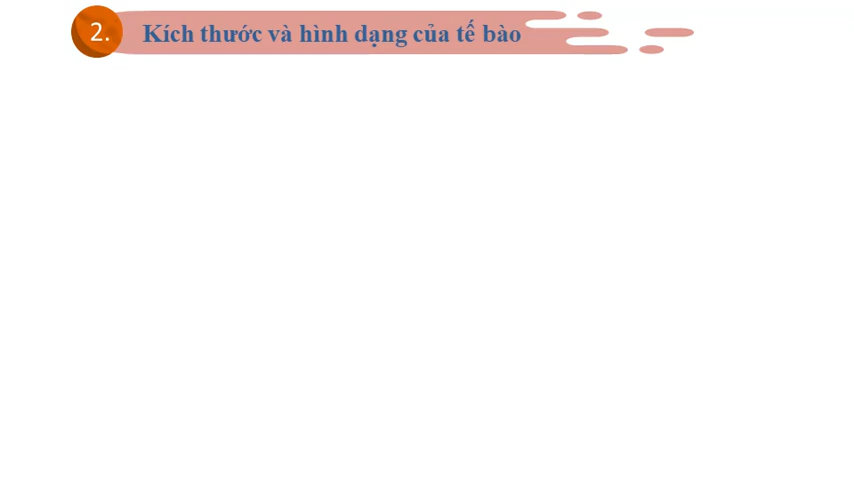 2. Kích thước và hình dạng của tế bào